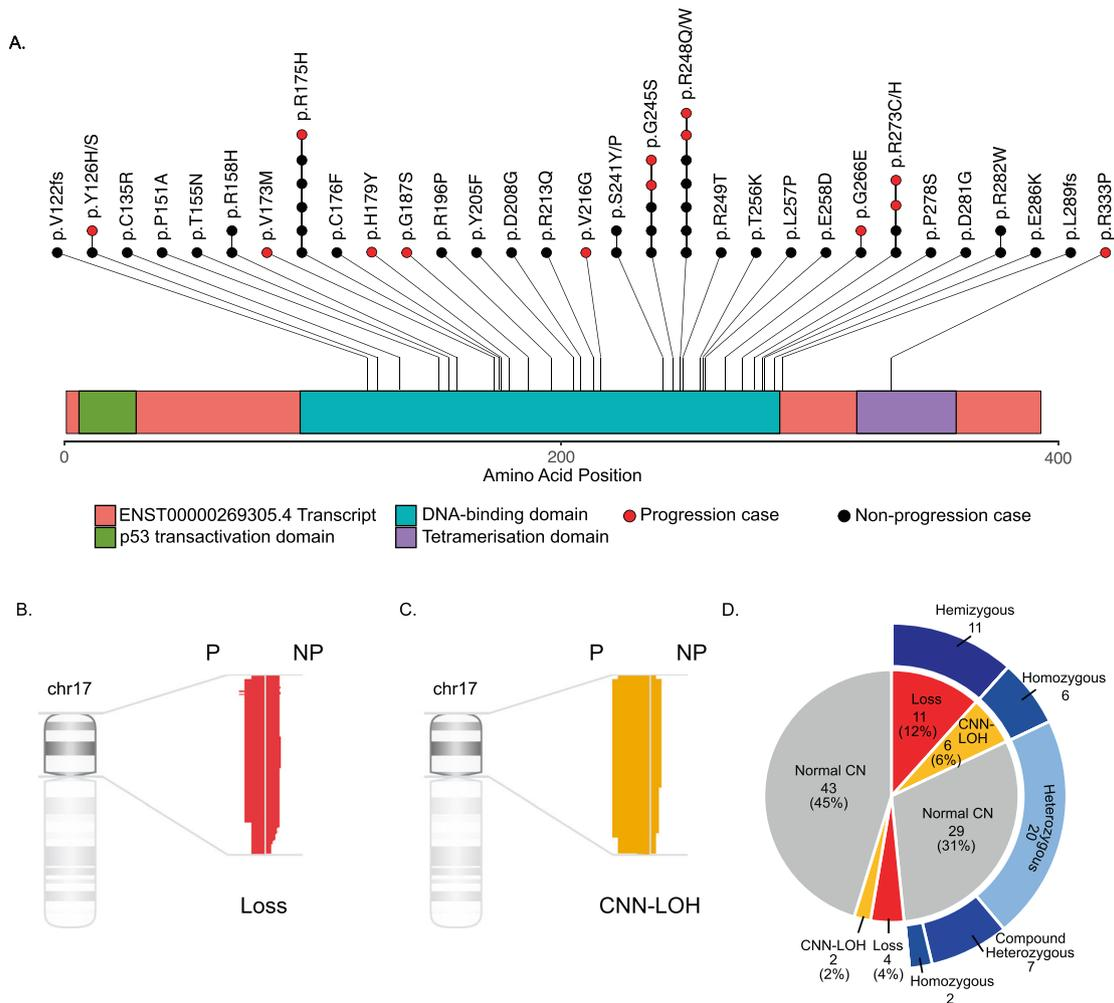 A.
p.V122fs
p.Y126H/S
p.C135R
p.P151A
p.T155N
p.R158H
p.V173M
p.R175H
p.C176F
p.H179Y
p.G187S
p.R196P
p.Y205F
p.D208G
p.R213Q
p.V216G
p.S241Y/P
p.G245S
p.R248Q/W
p.R249T
p.T256K
p.L257P
p.E258D
p.G266E
p.R273C/H
p.P278S
p.D281G
p.R282W
p.E286K
p.L289fs
p.R333P
0 200 400
Amino Acid Position
ENST00000269305.4 Transcript
DNA-binding domain
Progression case
Non-progression case
p53 transactivation domain
Tetramerisation domain
B.
P NP
chr17
Loss
C.
P NP
chr17
CNN-LOH
D.
Hemizygous
11
Homozygous
6
Loss
11
(12%)
CNN-
LOH
6
(6%)
Normal CN
43
(45%)
Normal CN
29
(31%)
Heterozygous
20
CNN-LOH
2
(2%)
Loss
4
(4%)
Compound
Heterozygous
7
Homozygous
2